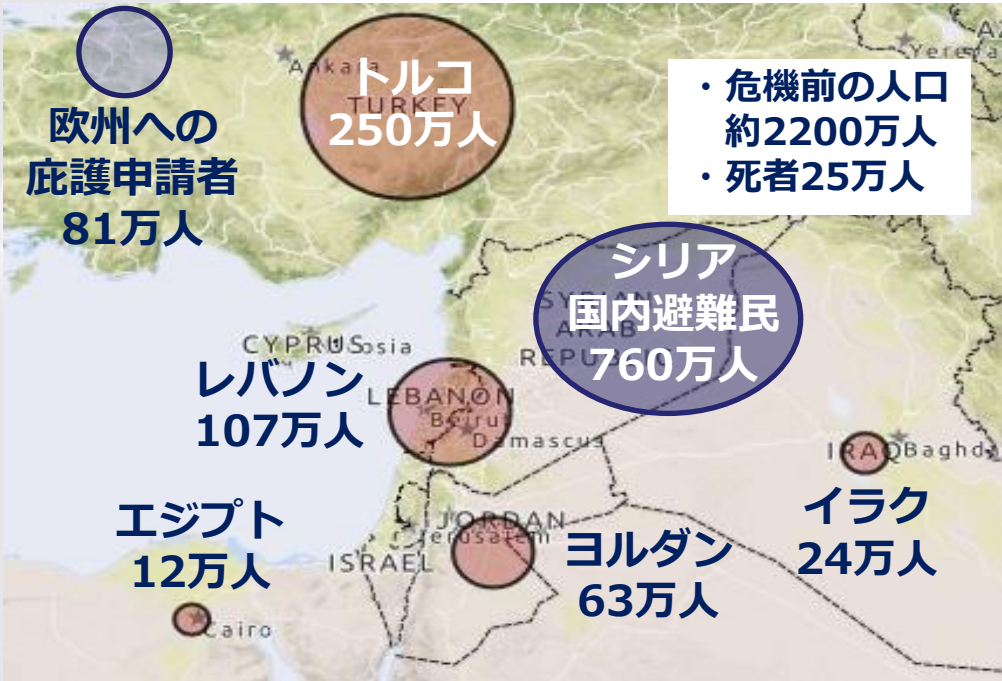 Ankara
トルコ
TURKEY
250万人
欧州への
庇護申請者
81万人
・危機前の人口
約2200万人
・死者25万人
シリア
SYRIAN
国内避難民
ARAB
REPUBLIC
760万人
CYPRUS
レバノン
107万人
LEBANON
Beirut
Damascus
IRAQ
Baghda
イラク
24万人
エジプト
12万人
JORDAN
Jerusalem
ISRAEL
ヨルダン
63万人
Cairo